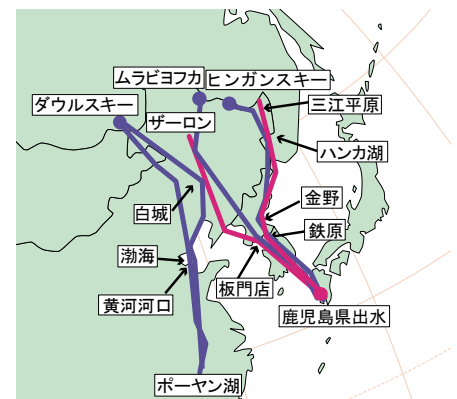 ムラビヨフカ
ヒンガンスキー
ダウルスキー
三江平原
ザーロン
ハンカ湖
金野
白城
鉄原
渤海
板門店
黄河河口
鹿児島県出水
ポーヤン湖